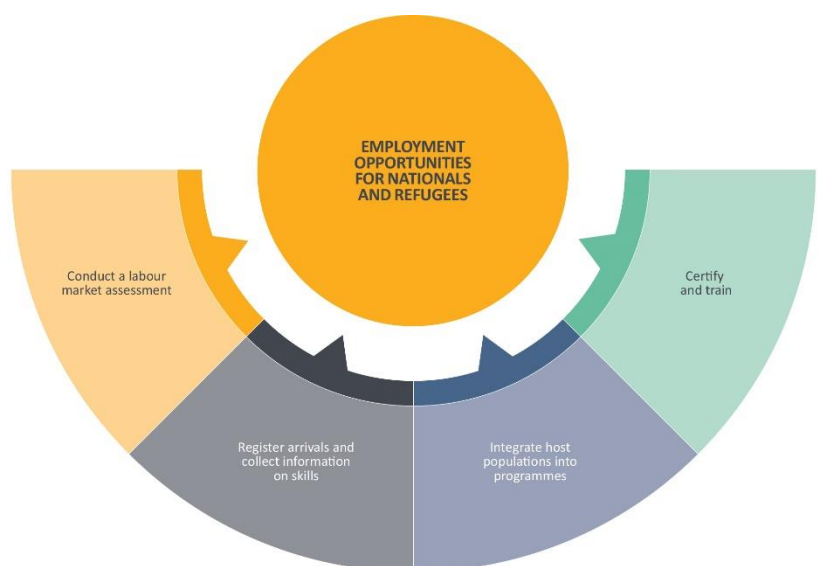 EMPLOYMENT
OPPORTUNITIES
FOR NATIONALS
AND REFUGEES
Conduct a labour
market assessment
Register arrivals and
collect information
on skills
Integrate host
populations into
programmes
Certify
and train